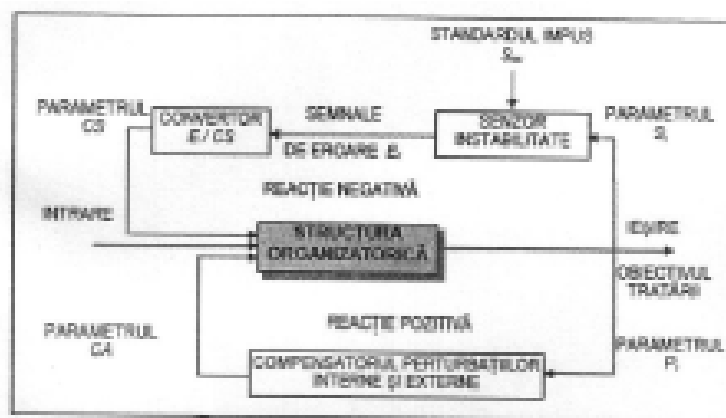 STANDARDUL IMPUS
PARAMETRUL
CS
CONVERTOR
E / CS
SEMNALE
DE EROARE
SENZOR
INSTABILITATE
PARAMETRUL
REACȚIE NEGATIVĂ
INTRARE
STRUCTURA
ORGANIZATORICĂ
IEȘIRE
OBIECTIVUL
TRATĂRII
REACȚIE POZITIVĂ
PARAMETRUL
CA
COMPENSATORUL PERTURBAȚIILOR
INTERNE ȘI EXTERNE
PARAMETRUL